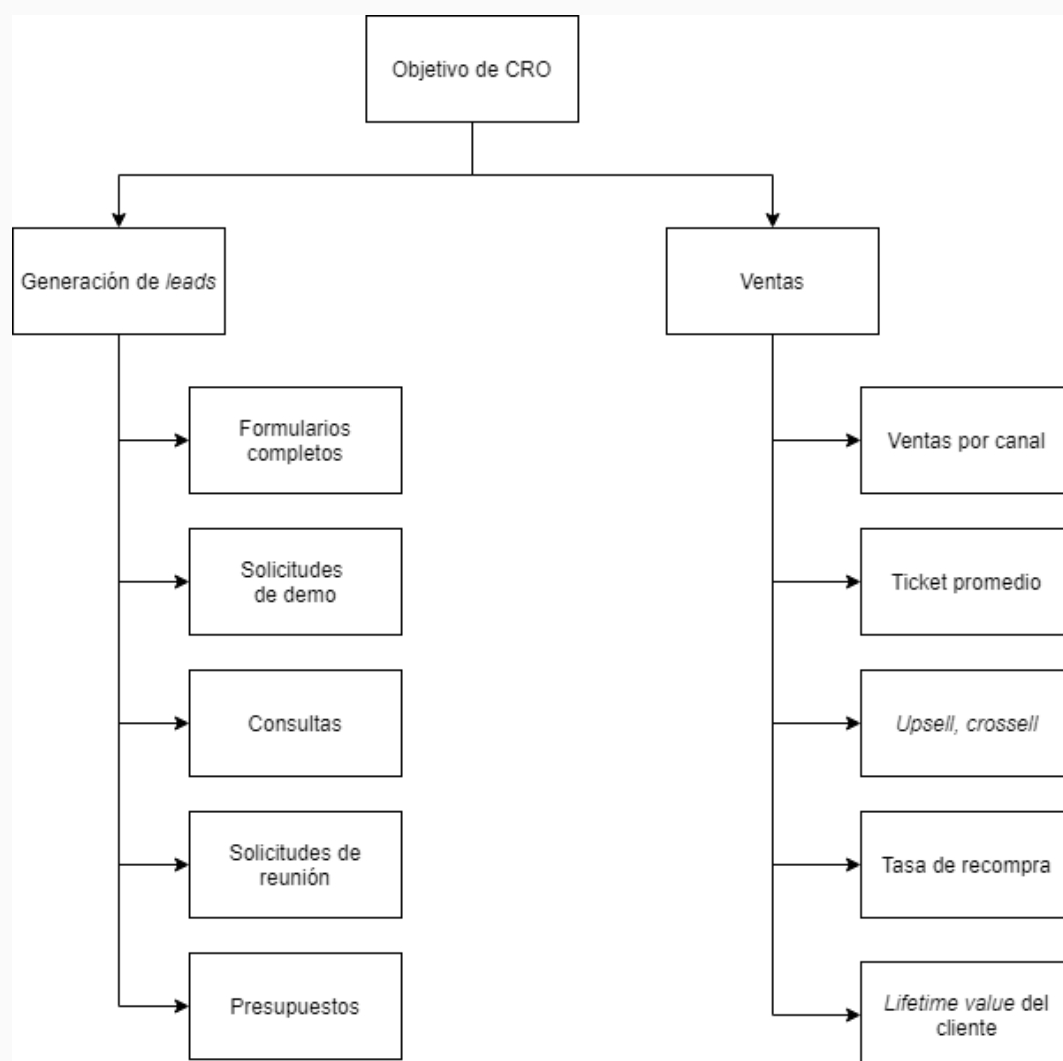 Objetivo de CRO
Generación de leads
Ventas
Formularios
completos
Ventas por canal
Solicitudes
de demo
Ticket promedio
Consultas
Upsell, crossell
Solicitudes de
reunión
Tasa de recompra
Presupuestos
Lifetime value del
cliente